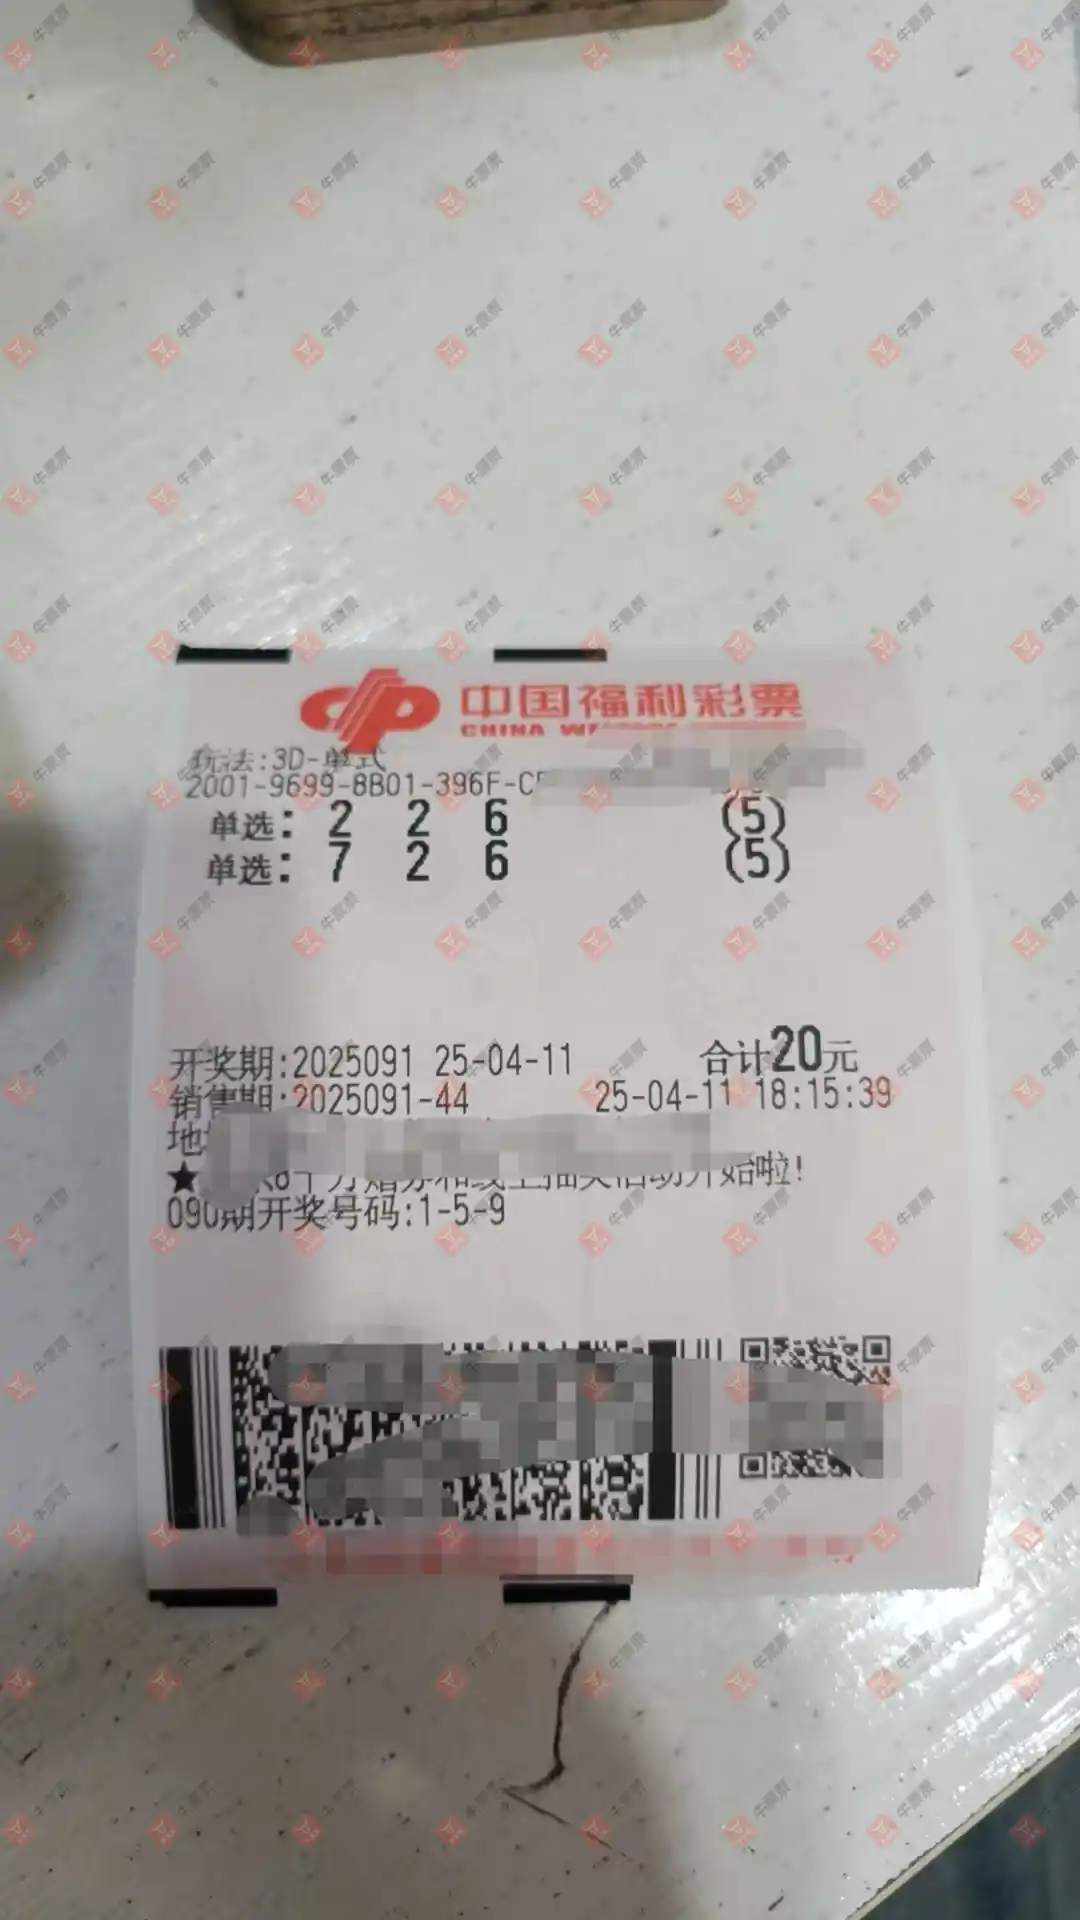 中国福利彩票
CHINA W
玩法:3D-单式
2001-9699-8B01-396F-C
单选: 2 2 6 (5)
单选: 7 2 6 (5)
开奖期:2025091 25-04-11 合计20元
销售期:2025091-44 25-04-11 18:15:39
地
★ 开始啦!
090期开奖号码:1-5-9
牛票票